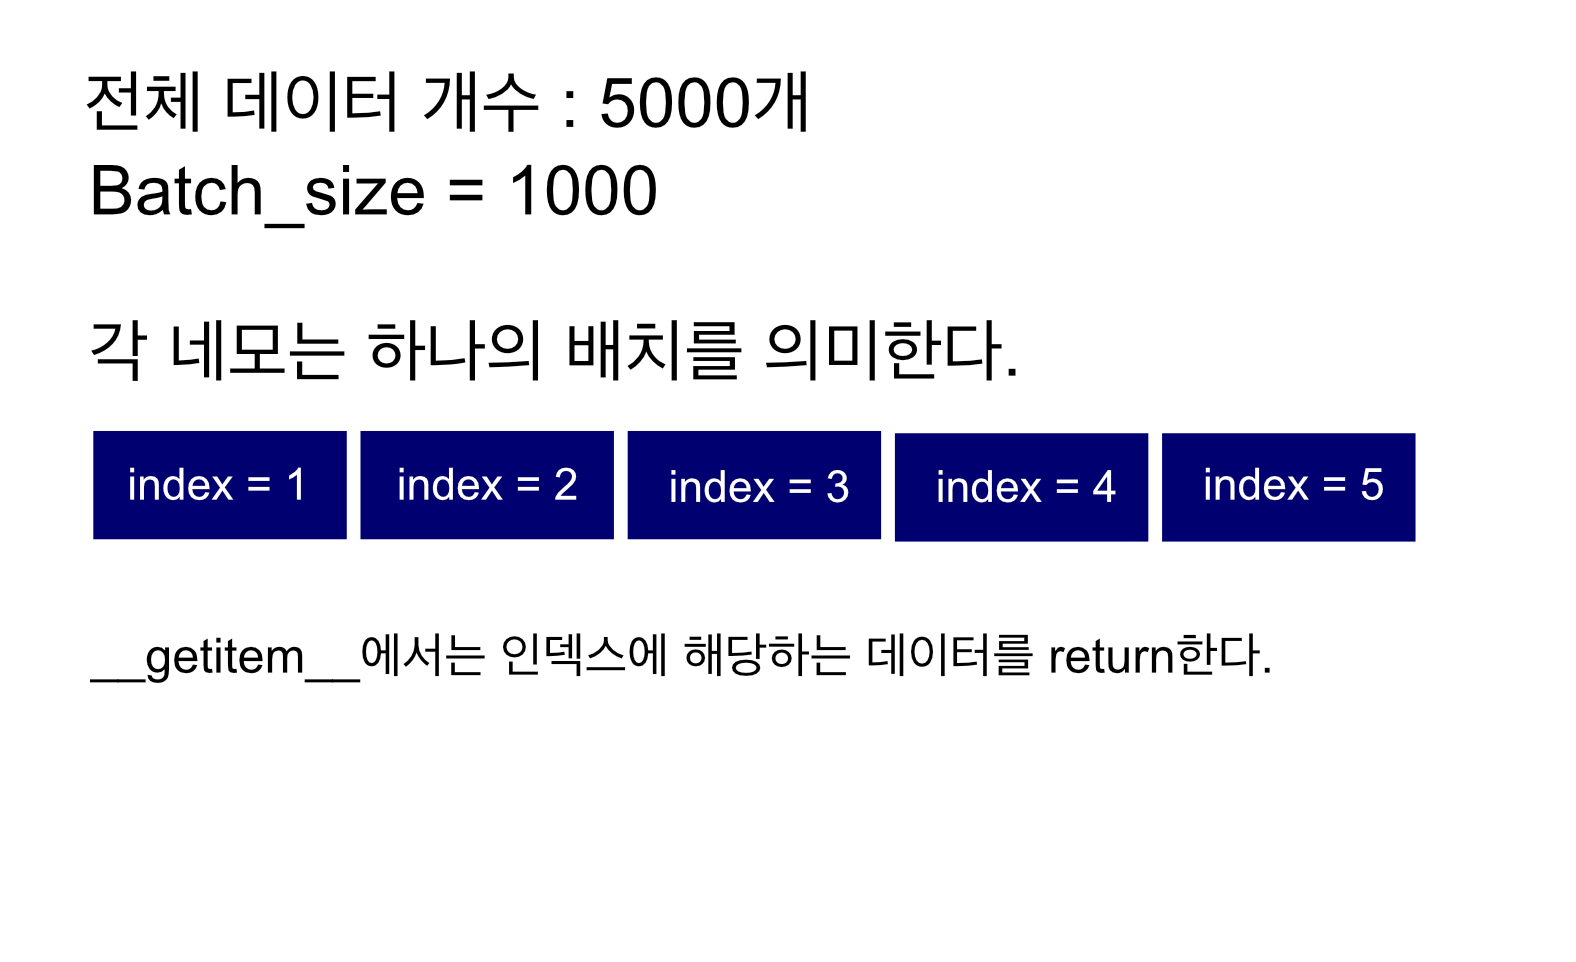 전체 데이터 개수 : 5000개
Batch_size = 1000
각 네모는 하나의 배치를 의미한다.
index = 1 index = 2 index = 3 index = 4 index = 5
__getitem__에서는 인덱스에 해당하는 데이터를 return한다.